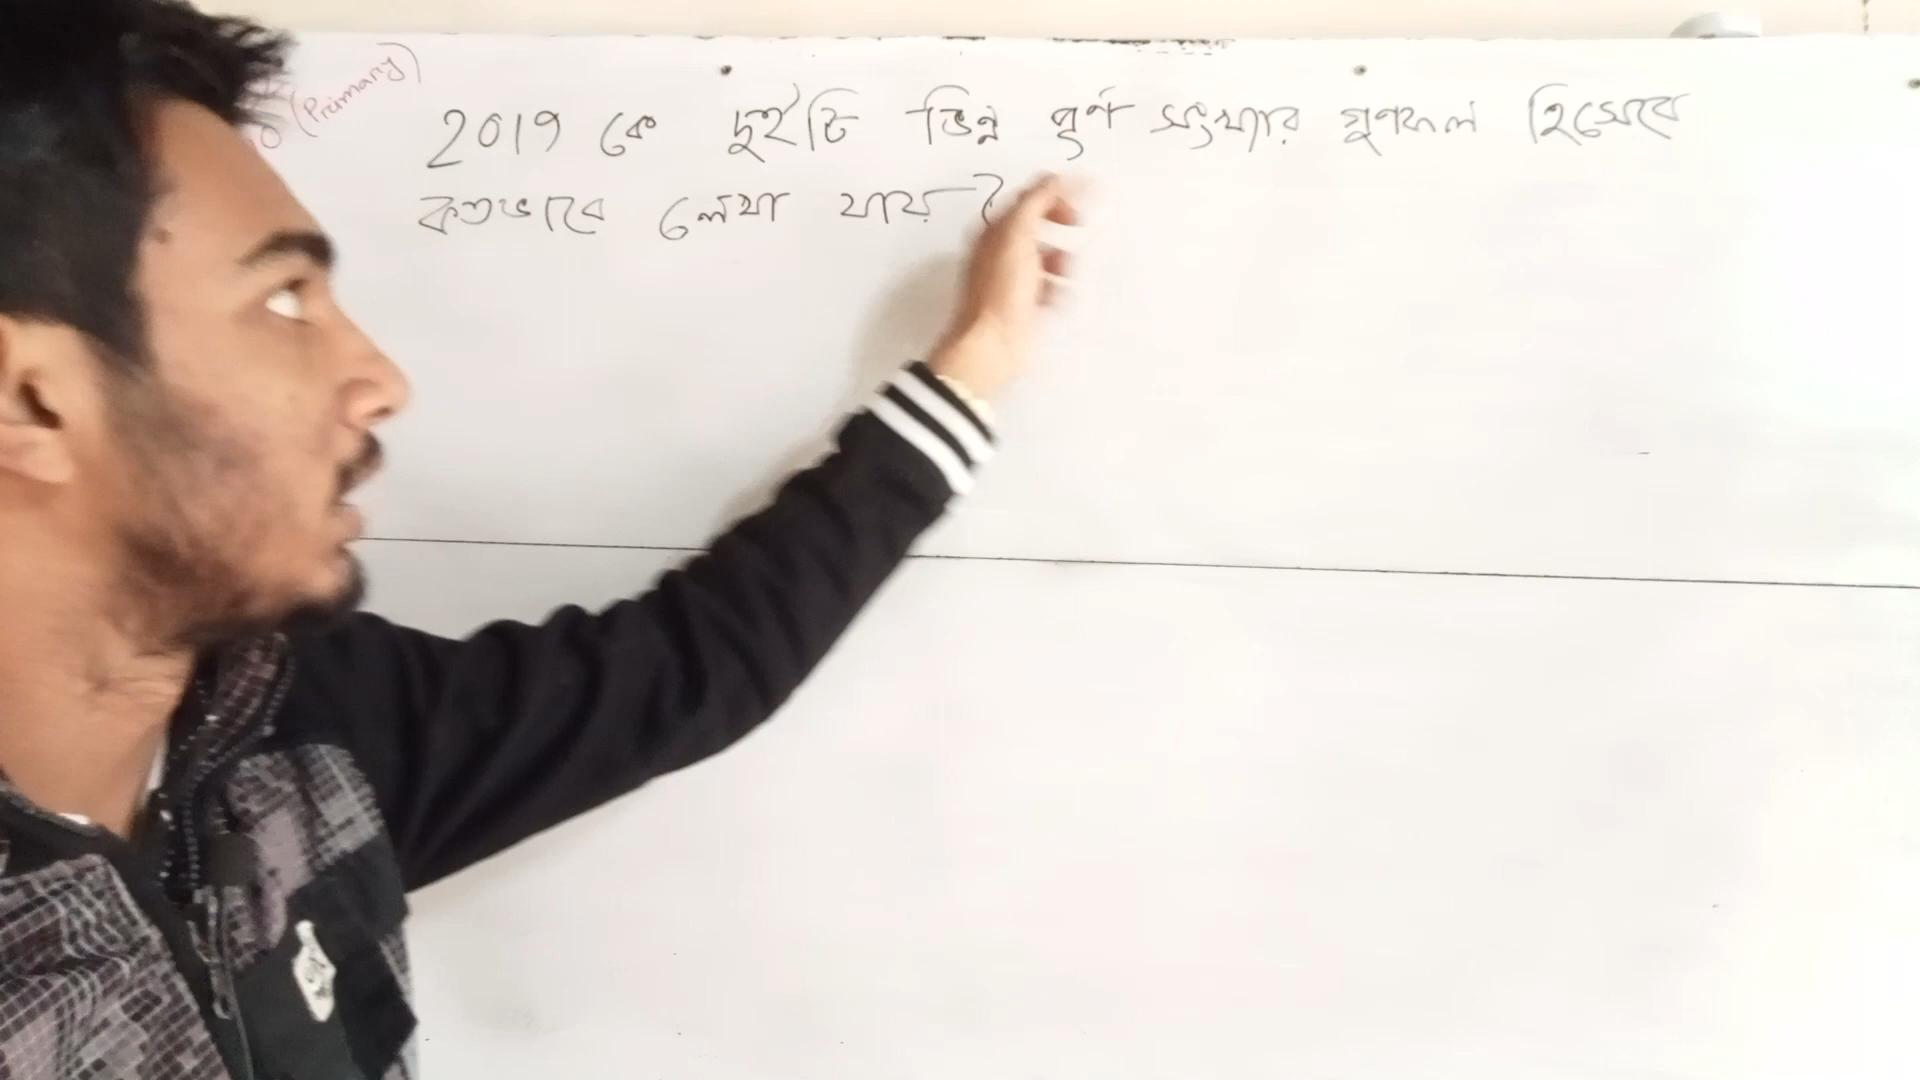 (Primary)
2019 কে দুইটি ভিন্ন পূর্ণ সংখ্যার গুণফল হিসেবে
কতভাবে লেখা যায়?